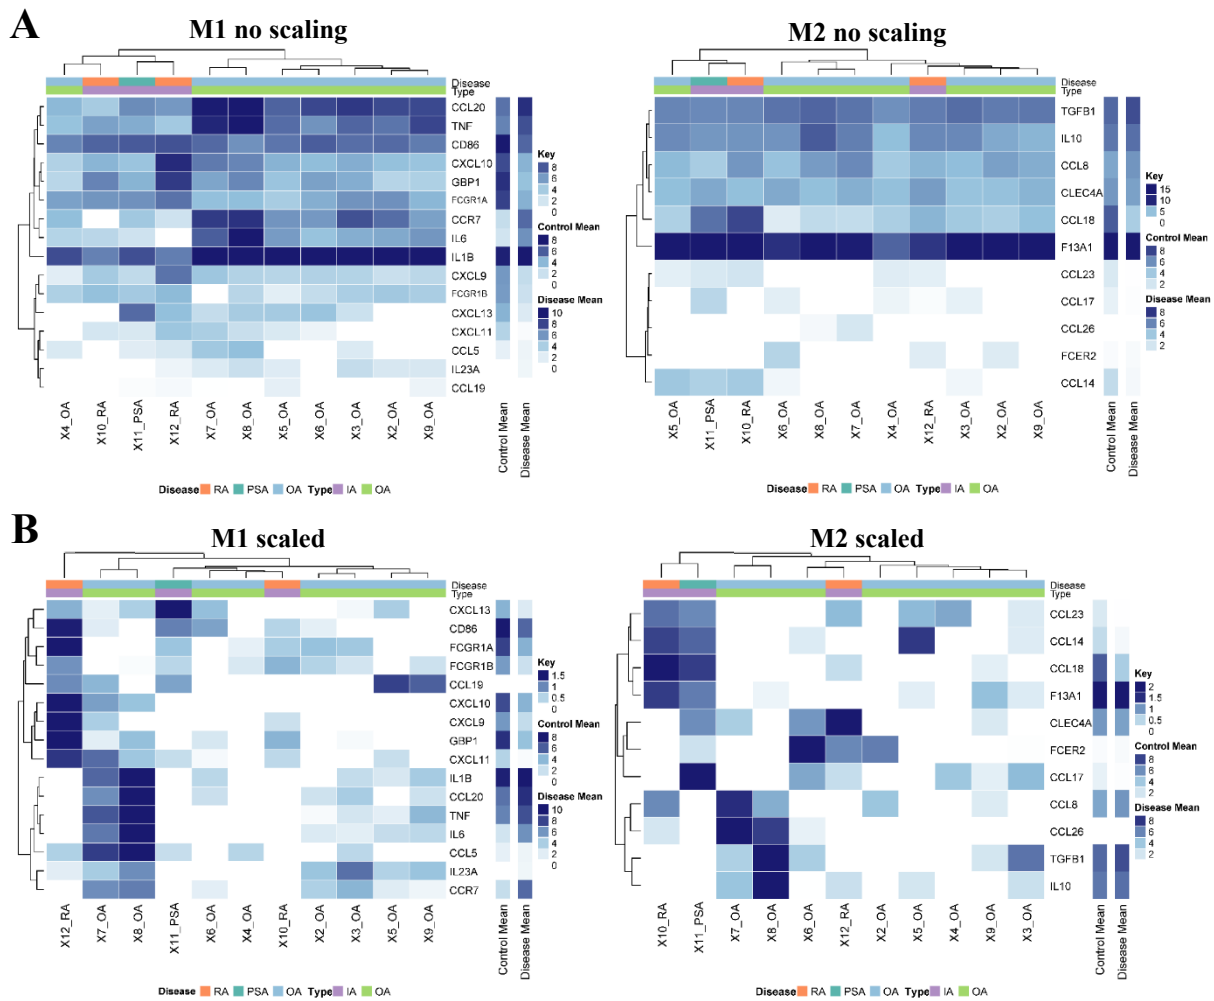 A
M1 no scaling
Disease
Type
CCL20
TNF
CD86
CXCL10
GBP1
FCGR1A
CCR7
IL6
IL1B
CXCL9
FCGR1B
CXCL13
CXCL11
CCL5
IL23A
CCL19
X4_OA
X10_RA
X11_PSA
X12_RA
X7_OA
X8_OA
X5_OA
X6_OA
X3_OA
X2_OA
X9_OA
Control Mean
Disease Mean
Key
8
6
4
2
0
Control Mean
8
6
4
2
0
Disease Mean
10
8
6
4
2
0
Disease RA PSA OA Type IA OA
M2 no scaling
Disease
Type
TGFB1
IL10
CCL8
CLEC4A
CCL18
F13A1
CCL23
CCL17
CCL26
FCER2
CCL14
X5_OA
X11_PSA
X10_RA
X6_OA
X8_OA
X7_OA
X4_OA
X12_RA
X3_OA
X2_OA
X9_OA
Control Mean
Disease Mean
Key
15
10
5
0
Control Mean
8
6
4
2
Disease Mean
8
6
4
2
Disease RA PSA OA Type IA OA
B
M1 scaled
Disease
Type
CXCL13
CD86
FCGR1A
FCGR1B
CCL19
CXCL10
CXCL9
GBP1
CXCL11
IL1B
CCL20
TNF
IL6
CCL5
IL23A
CCR7
X12_RA
X7_OA
X8_OA
X11_PSA
X6_OA
X4_OA
X10_RA
X2_OA
X3_OA
X5_OA
X9_OA
Control Mean
Disease Mean
Key
1.5
1
0.5
0
Control Mean
8
6
4
2
0
Disease Mean
10
8
6
4
2
0
Disease RA PSA OA Type IA OA
M2 scaled
Disease
Type
CCL23
CCL14
CCL18
F13A1
CLEC4A
FCER2
CCL17
CCL8
CCL26
TGFB1
IL10
X10_RA
X11_PSA
X7_OA
X8_OA
X6_OA
X12_RA
X2_OA
X5_OA
X4_OA
X9_OA
X3_OA
Control Mean
Disease Mean
Key
2
1.5
1
0.5
0
Control Mean
8
6
4
2
Disease Mean
8
6
4
2
Disease RA PSA OA Type IA OA